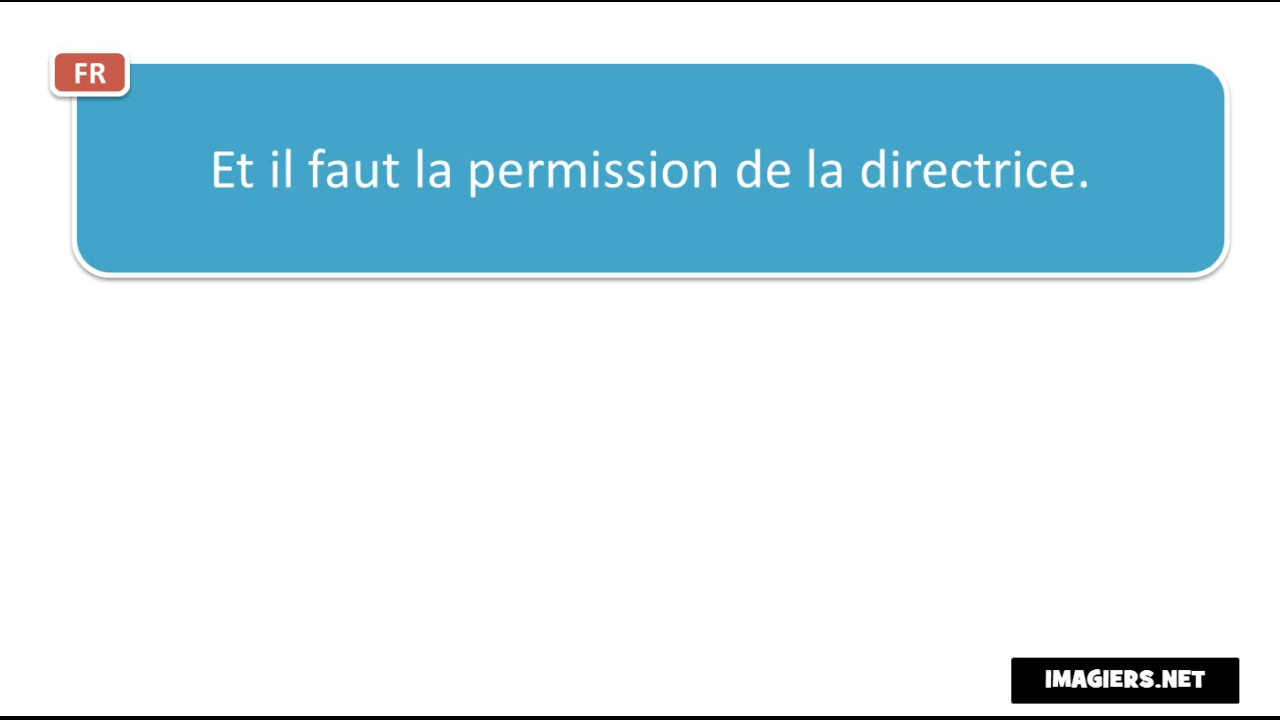 FR
Et il faut la permission de la directrice.
IMAGIERS.NET